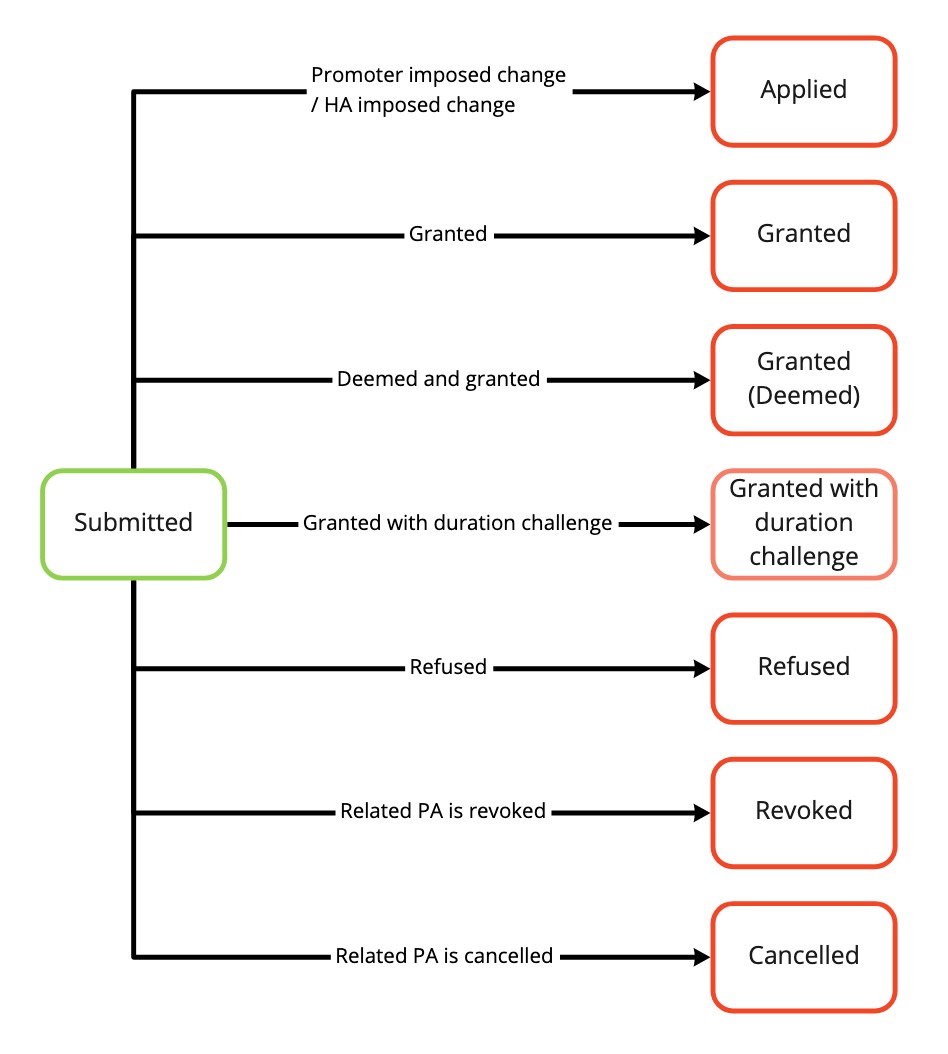 Promoter imposed change
/ HA imposed change
Applied
Granted
Granted
Deemed and granted
Granted
(Deemed)
Submitted
Granted with duration challenge
Granted with
duration
challenge
Refused
Refused
Related PA is revoked
Revoked
Related PA is cancelled
Cancelled